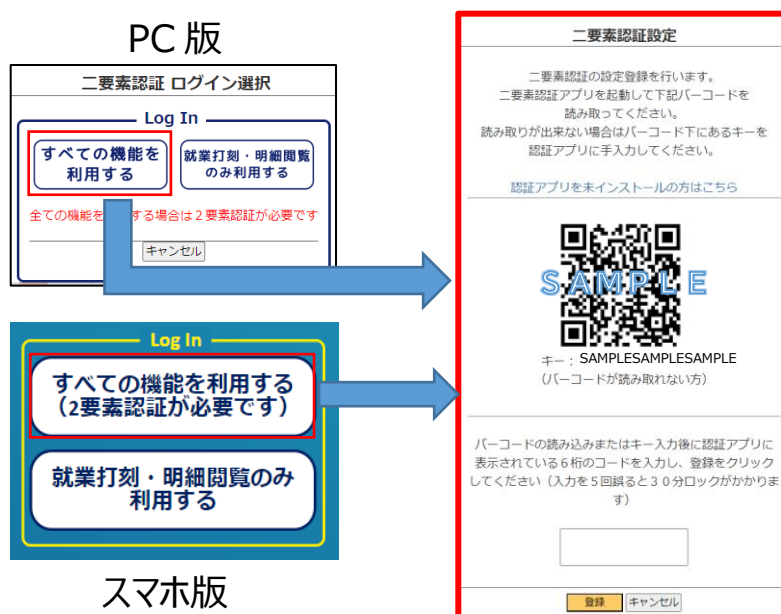 PC 版
二要素認証 ログイン選択
Log In
すべての機能を
利用する
就業打刻・明細閲覧
のみ利用する
全ての機能を する場合は２要素認証が必要です
キャンセル
Log In
すべての機能を利用する
（2要素認証が必要です）
就業打刻・明細閲覧のみ
利用する
スマホ版
二要素認証設定
二要素認証の設定登録を行います。
二要素認証アプリを起動して下記バーコードを
読み取ってください。
読み取りが出来ない場合はバーコード下にあるキーを
認証アプリに手入力してください。
認証アプリを未インストールの方はこちら
SAMPLE
キー： SAMPLESAMPLESAMPLE
（バーコードが読み取れない方）
バーコードの読み込みまたはキー入力後に認証アプリに
表示されている６桁のコードを入力し、登録をクリック
してください（入力を５回誤ると３０分ロックがかかりま
す）
登録 キャンセル